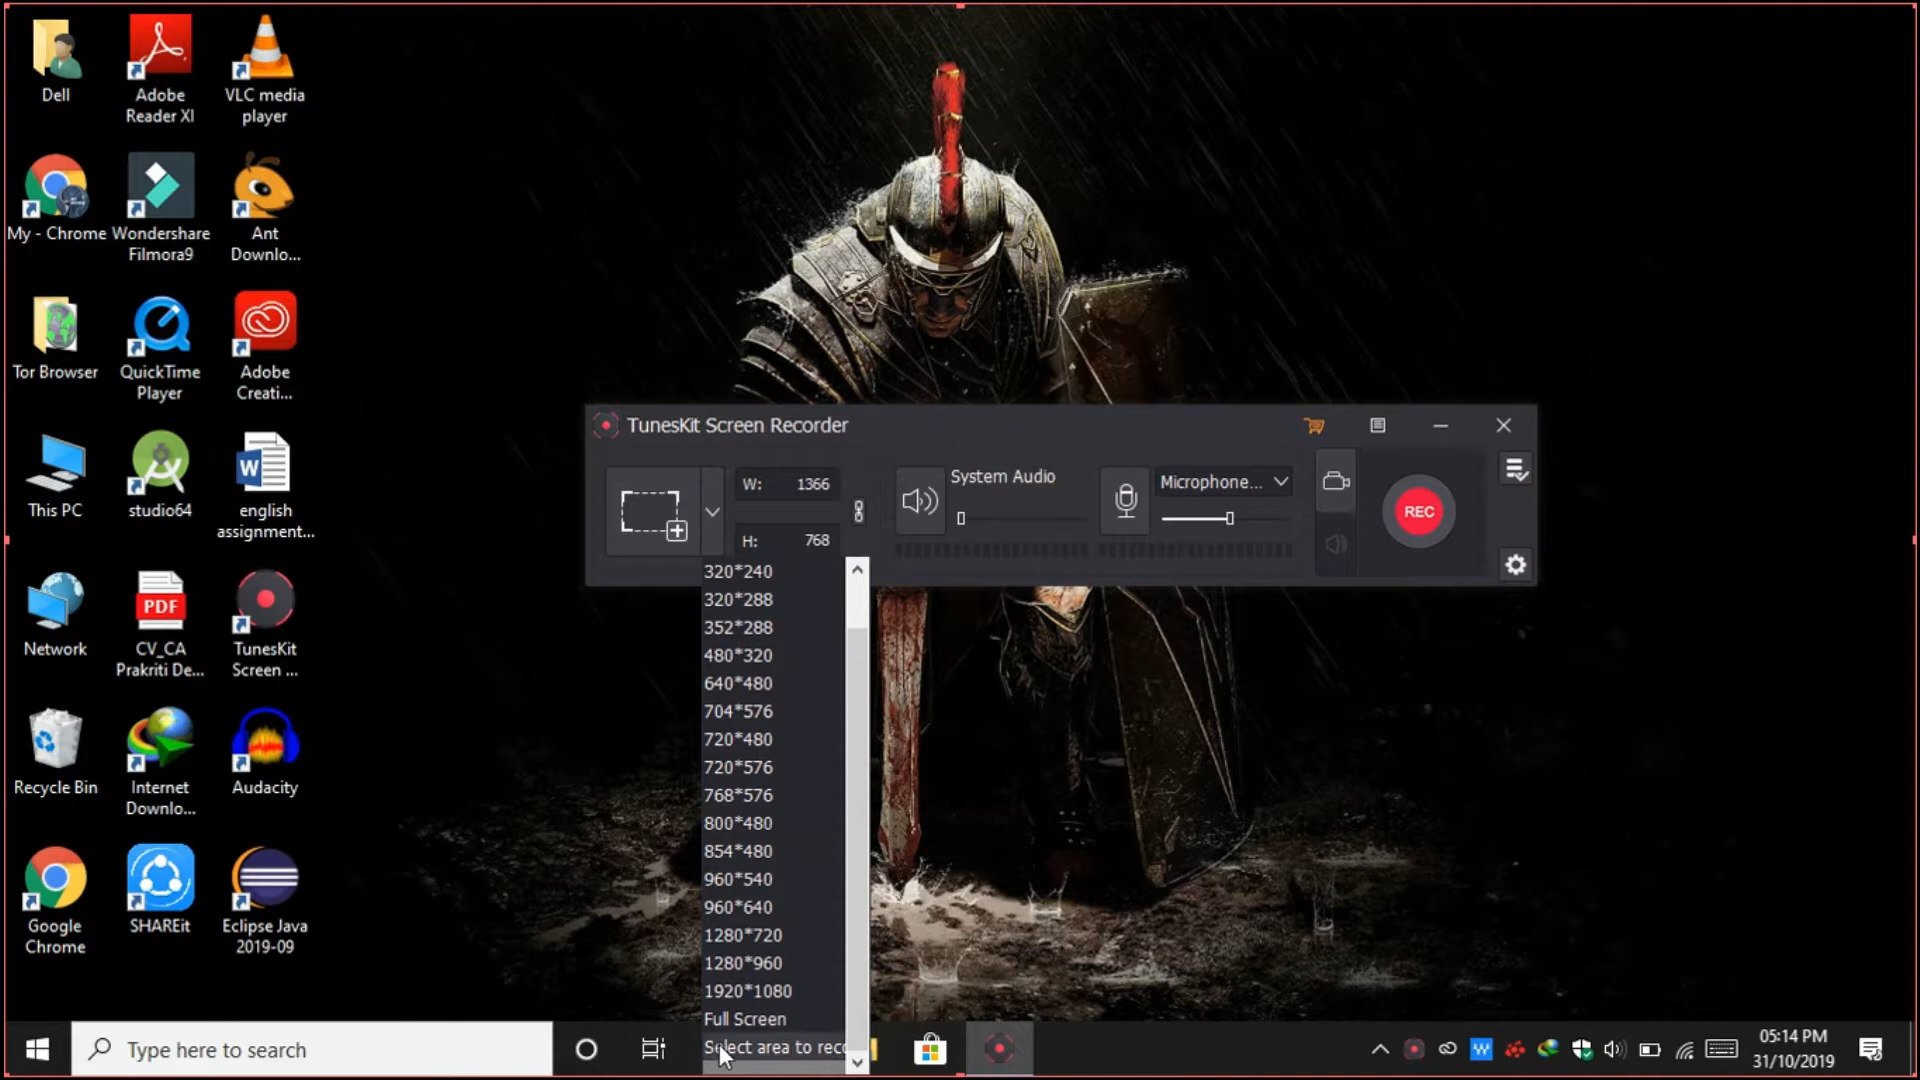 Dell
Adobe
Reader XI
VLC media
player
My - Chrome
Wondershare
Filmora9
Ant
Downlo...
Tor Browser
QuickTime
Player
Adobe
Creati...
This PC
studio64
english
assignment...
Network
PDF
CV_CA
Prakriti De...
TunesKit
Screen ...
Recycle Bin
Internet
Downlo...
Audacity
Google
Chrome
SHAREit
Eclipse Java
2019-09
TunesKit Screen Recorder
W: 1366
H: 768
System Audio
Microphone...
REC
320*240
320*288
352*288
480*320
640*480
704*576
720*480
720*576
768*576
800*480
854*480
960*540
960*640
1280*720
1280*960
1920*1080
Full Screen
Select area to reco
Type here to search
05:14 PM
31/10/2019